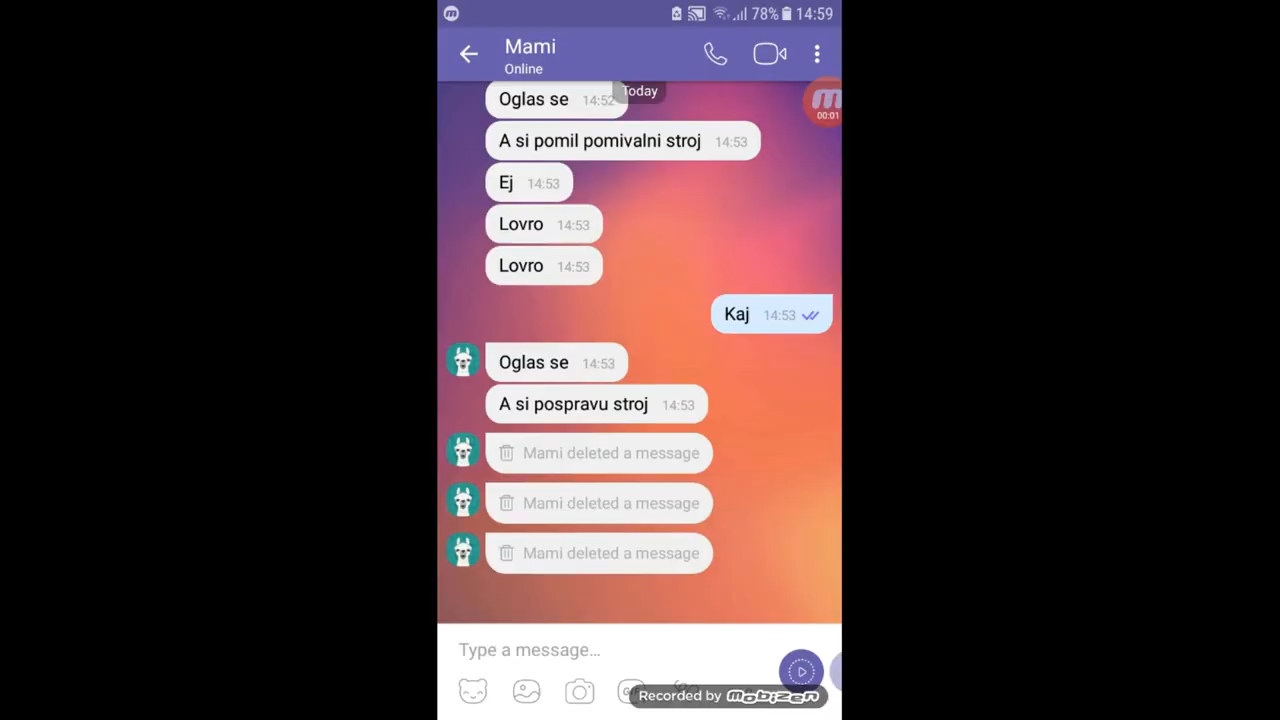 78% 14:59
Mami
Online
Today
Oglas se 14:52
00:01
A si pomil pomivalni stroj 14:53
Ej 14:53
Lovro 14:53
Lovro 14:53
Kaj 14:53
Oglas se 14:53
A si pospravu stroj 14:53
Mami deleted a message
Mami deleted a message
Mami deleted a message
Type a message...
Recorded by mobizen